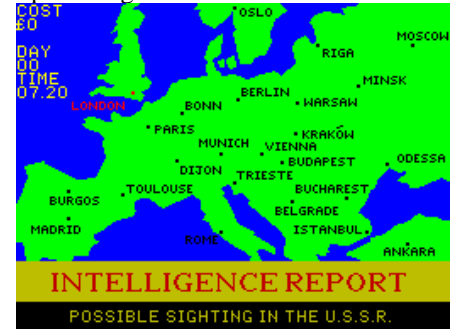 COST
£0
DAY
00
TIME
07.20
OSLO
MOSCOW
RIGA
MINSK
BERLIN
LONDON
BONN
WARSAW
PARIS
KRAKÓW
MUNICH
VIENNA
BUDAPEST
ODESSA
DIJON
TRIESTE
TOULOUSE
BUCHAREST
BURGOS
BELGRADE
MADRID
ROME
ISTANBUL
ANKARA
INTELLIGENCE REPORT
POSSIBLE SIGHTING IN THE U.S.S.R.